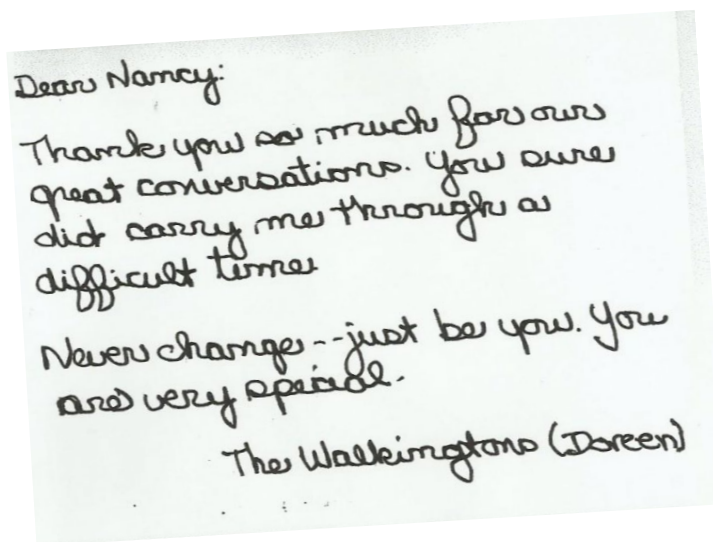 Dear Nancy:
Thank you so much for our
great conversations. You sure
did carry me through a
difficult time
Never change--just be you. You
are very special.
The Walkingtons (Doreen)